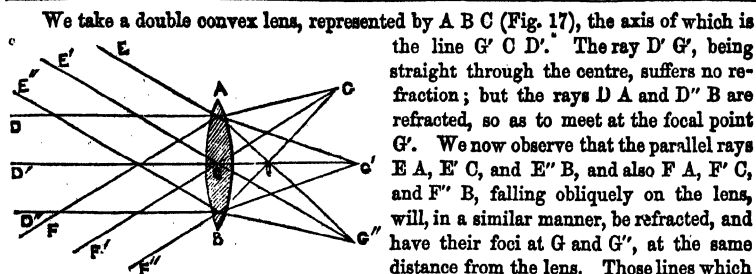 We take a double convex lens, represented by A B C (Fig. 17), the axis of which is
the line G′ C D′. The ray D′ G′, being
straight through the centre, suffers no re-
fraction; but the rays D A and D″ B are
refracted, so as to meet at the focal point
G′. We now observe that the parallel rays
E A, E′ C, and E″ B, and also F A, F′ C,
and F″ B, falling obliquely on the lens,
will, in a similar manner, be refracted, and
have their foci at G and G″, at the same
distance from the lens. Those lines which
E
E′
E″
A
G
D
D′
C
G′
D″
F
B
G″
F′
F″